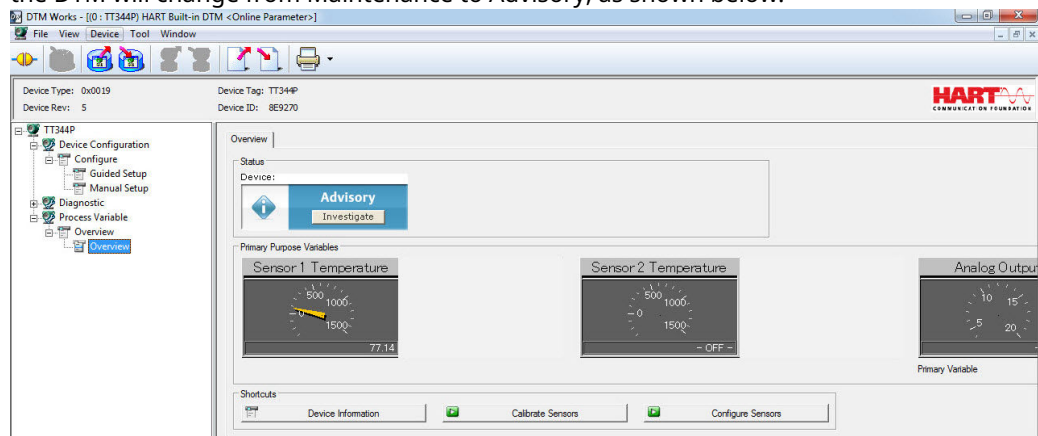 the DTM will change from Maintenance to Advisory, as shown below.
DTM Works - [(0 : TT344P) HART Built-in DTM <Online Parameter>]
File View Device Tool Window
Device Type: 0x0019 Device Tag: TT344P
Device Rev: 5 Device ID: 8E9270
HART
COMMUNICATION FOUNDATION
TT344P
Device Configuration
Configure
Guided Setup
Manual Setup
Diagnostic
Process Variable
Overview
Overview
Overview
Status
Device:
Advisory
Investigate
Primary Purpose Variables
Sensor 1 Temperature
0 500 1000 1500
77.14
Sensor 2 Temperature
0 500 1000 1500
- OFF -
Analog Output
5 10 15 20
Primary Variable
Shortcuts
Device Information Calibrate Sensors Configure Sensors